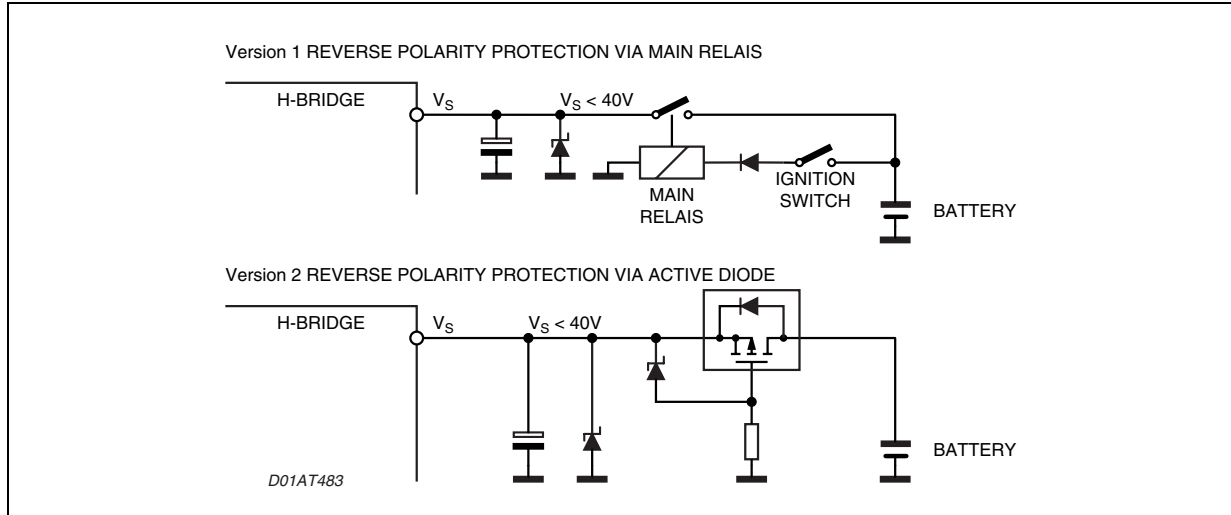 Version 1 REVERSE POLARITY PROTECTION VIA MAIN RELAIS
H-BRIDGE
VS
VS < 40V
MAIN
RELAIS
IGNITION
SWITCH
BATTERY
Version 2 REVERSE POLARITY PROTECTION VIA ACTIVE DIODE
H-BRIDGE
VS
VS < 40V
BATTERY
D01AT483